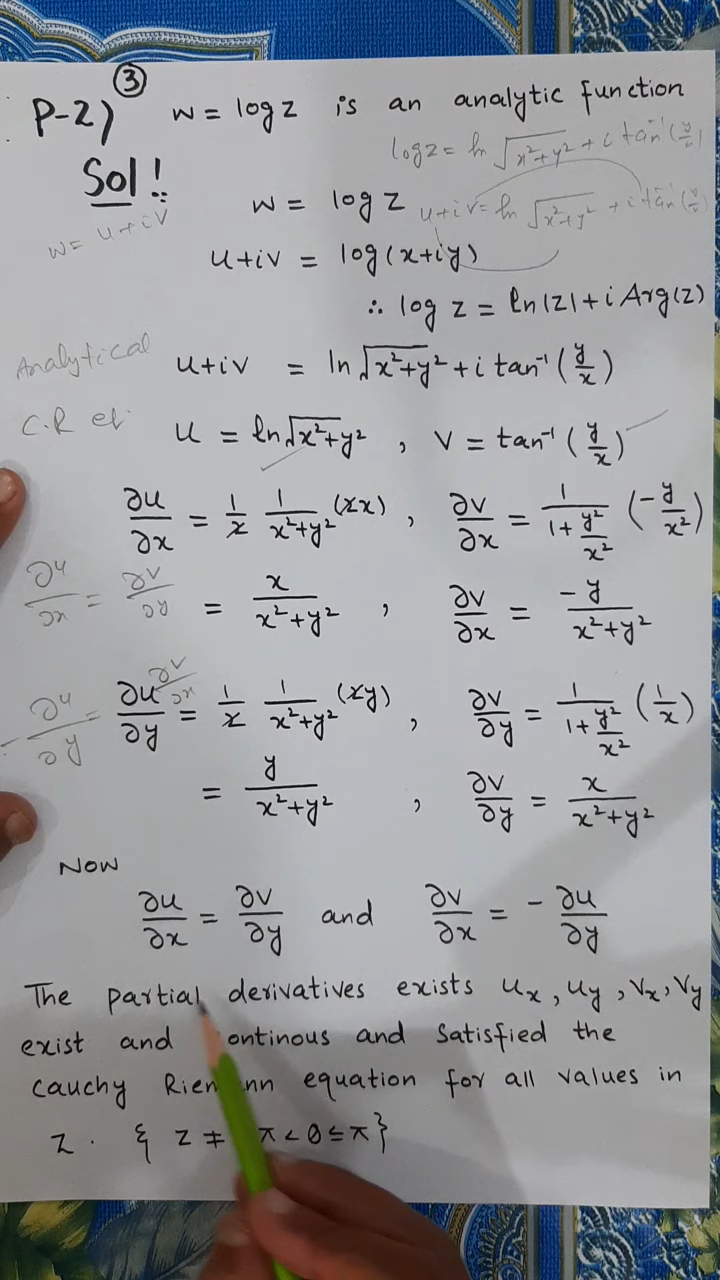 P-2) ③ w = log z is an analytic function
log z = ln √x²+y² + i tan⁻¹(y/x)
Sol!
w = log z u+iv = ln √x²+y² + i tan⁻¹(y/x)
w = u+iv
u+iv = log(x+iy)
∴ log z = ln|z| + i Arg(z)
Analytical u+iv = ln √x²+y² + i tan⁻¹(y/x)
C.R u = ln √x²+y² , v = tan⁻¹(y/x)
∂u/∂x = 1/2 1/x²+y² (2x) , ∂v/∂x = 1/1+y²/x² (-y/x²)
∂u/∂x = ∂v/∂y = x/x²+y² , ∂v/∂x = -y/x²+y²
-∂u/∂y = ∂v/∂x
∂u/∂y = 1/2 1/x²+y² (2y) , ∂v/∂y = 1/1+y²/x² (1/x)
= y/x²+y² , ∂v/∂y = x/x²+y²
Now
∂u/∂x = ∂v/∂y and ∂v/∂x = - ∂u/∂y
The partial derivatives exists ux, uy, vx, vy
exist and ontinous and Satisfied the
Cauchy Rien nn equation for all values in
z. { z ≠ π < θ ≤ π}